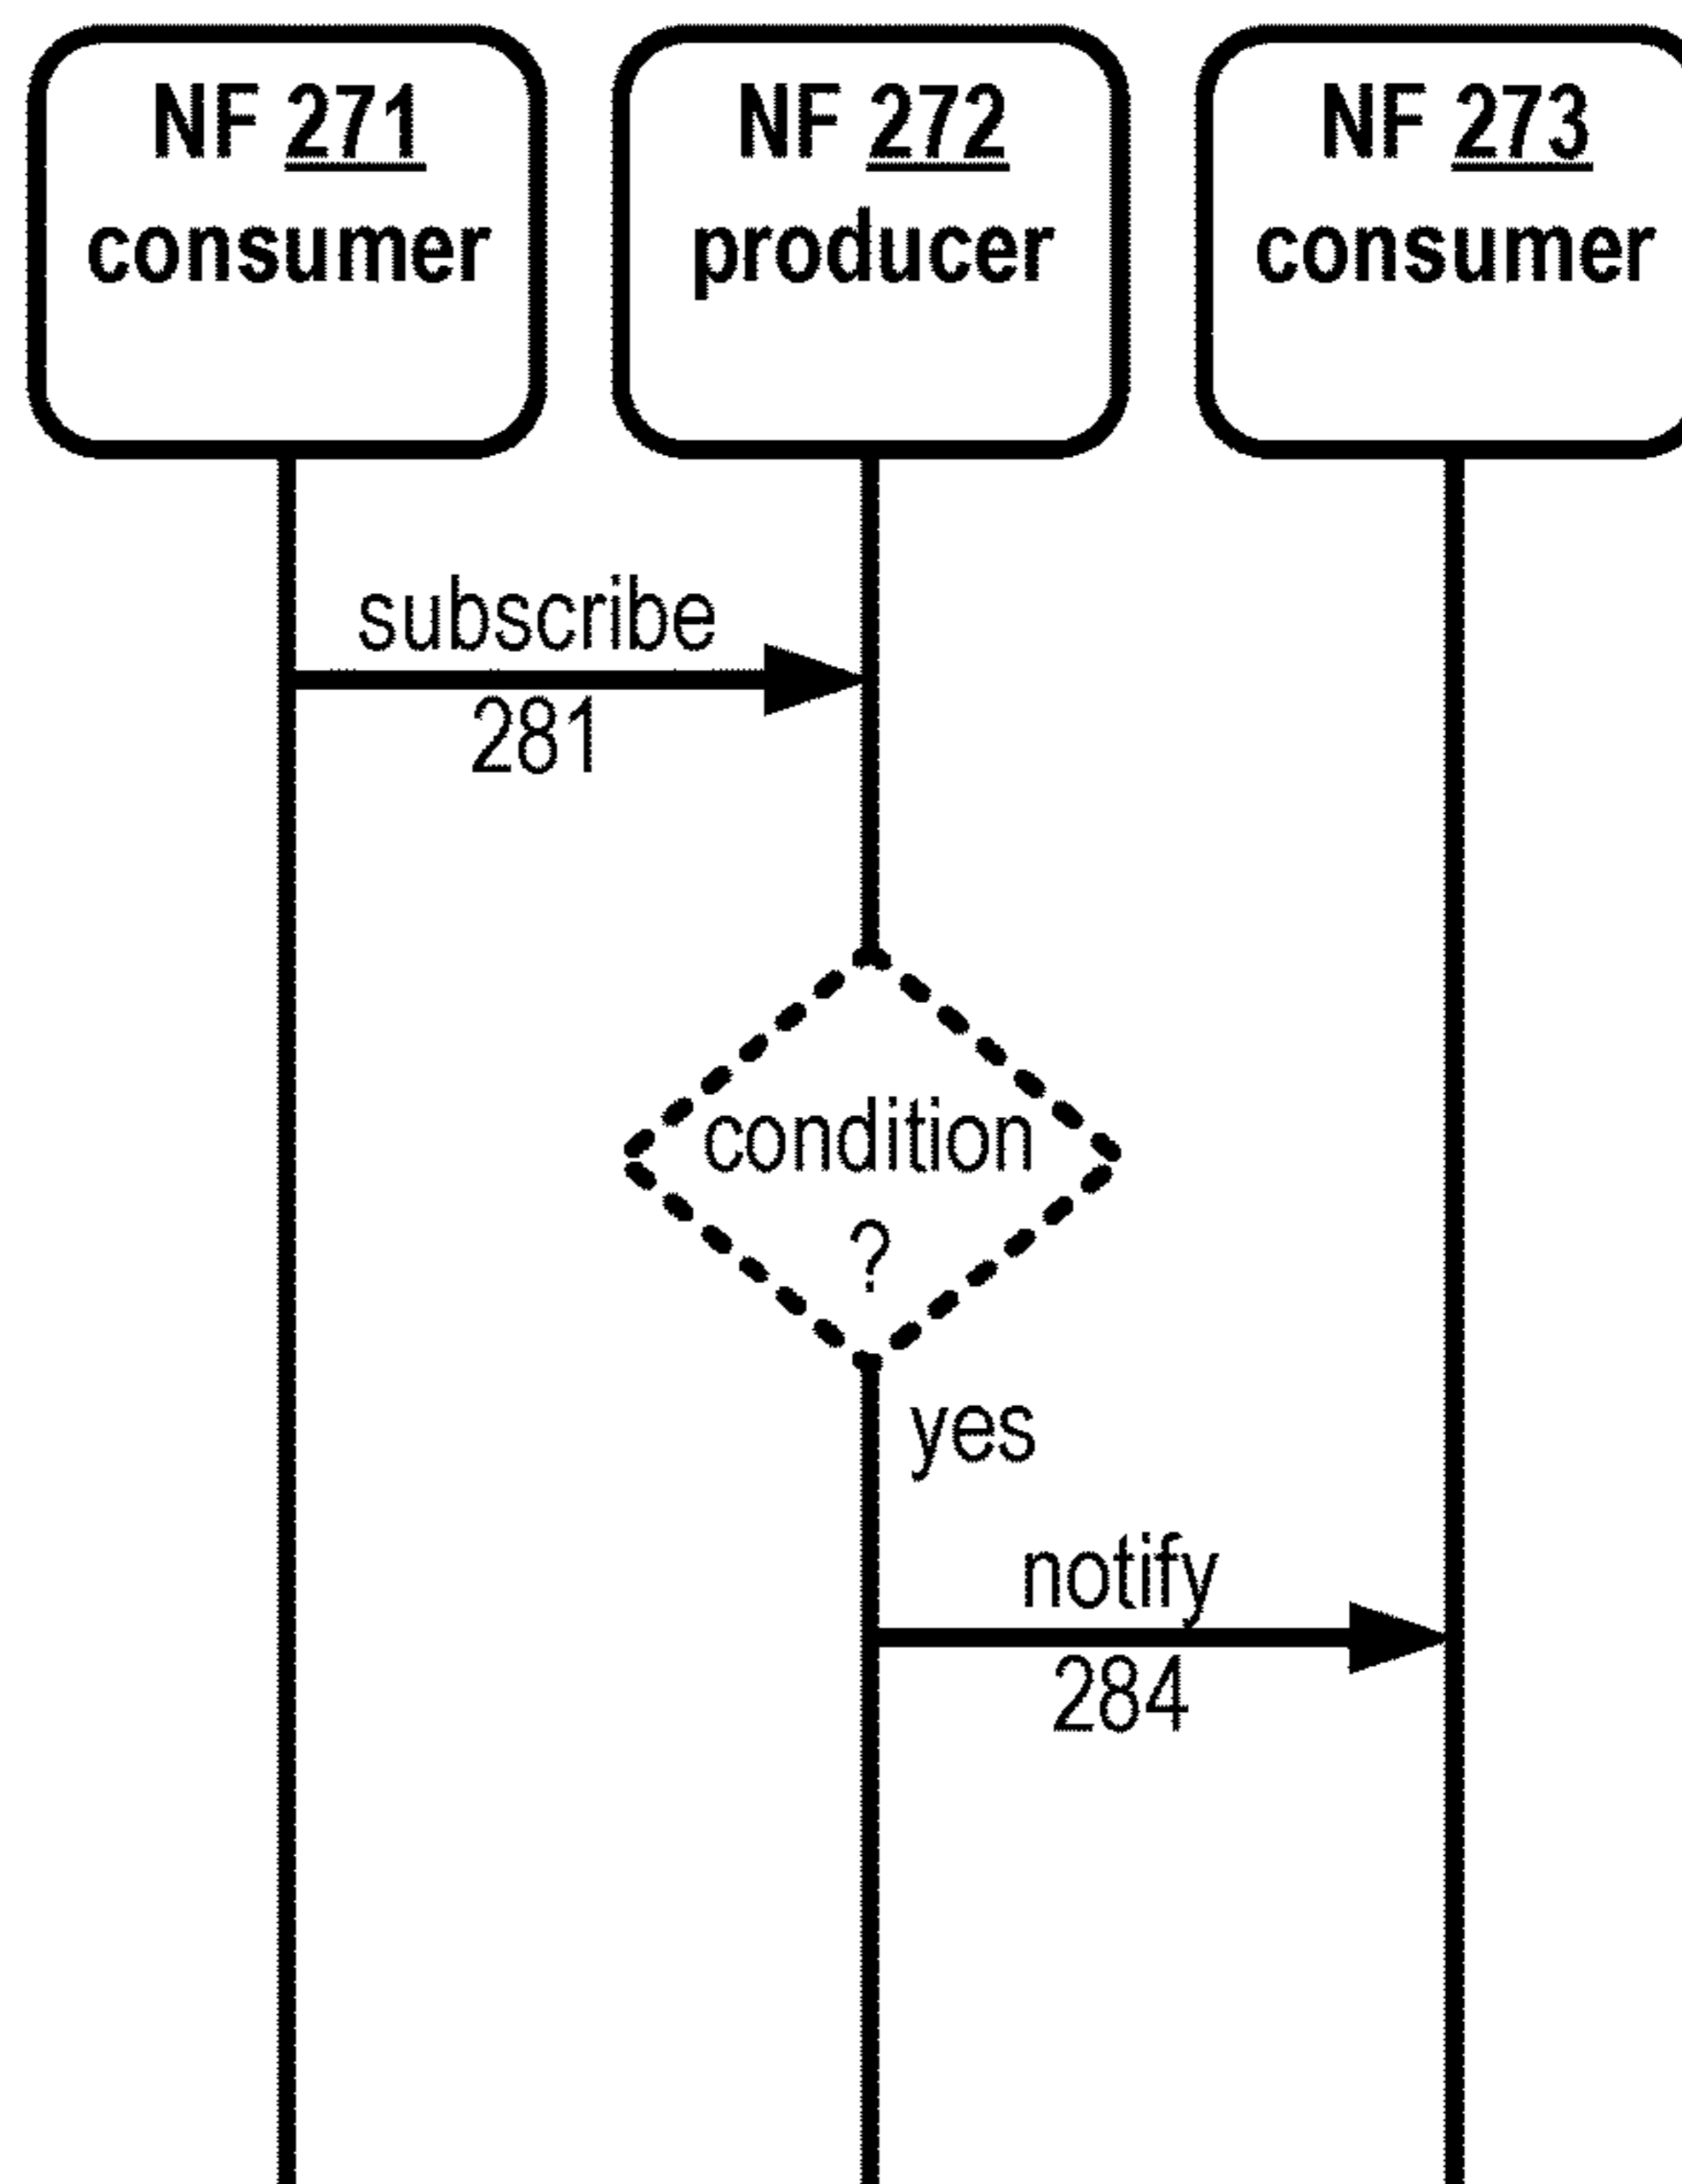 NF 271
consumer
NF 272
producer
NF 273
consumer
subscribe
281
condition
?
yes
notify
284